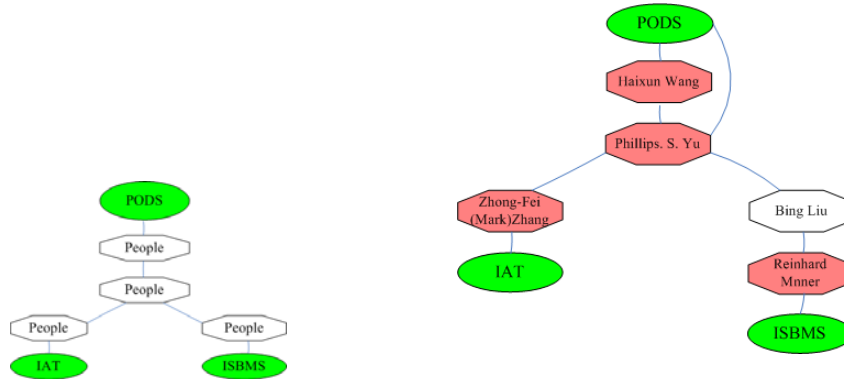 PODS
People
People
People
People
IAT
ISBMS
PODS
Haixun Wang
Phillips. S. Yu
Zhong-Fei
(Mark)Zhang
Bing Liu
IAT
Reinhard
Mnner
ISBMS